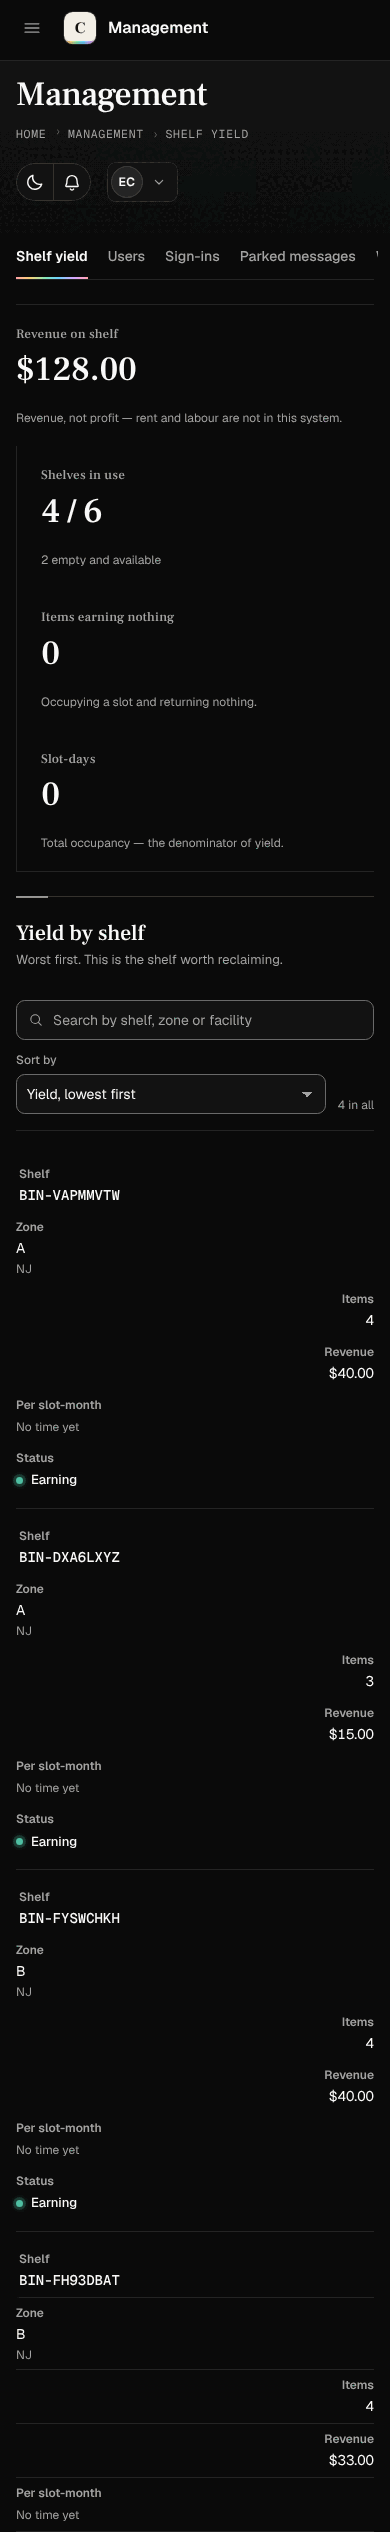 C Management
Management
HOME › MANAGEMENT › SHELF YIELD
EC
Shelf yield Users Sign-ins Parked messages
Revenue on shelf
$128.00
Revenue, not profit — rent and labour are not in this system.
Shelves in use
4 / 6
2 empty and available
Items earning nothing
0
Occupying a slot and returning nothing.
Slot-days
0
Total occupancy — the denominator of yield.
Yield by shelf
Worst first. This is the shelf worth reclaiming.
Search by shelf, zone or facility
Sort by
Yield, lowest first 4 in all
Shelf
BIN-VAPMMVTW
Zone
A
NJ
Items
4
Revenue
$40.00
Per slot-month
No time yet
Status
Earning
Shelf
BIN-DXA6LXYZ
Zone
A
NJ
Items
3
Revenue
$15.00
Per slot-month
No time yet
Status
Earning
Shelf
BIN-FYSWCHKH
Zone
B
NJ
Items
4
Revenue
$40.00
Per slot-month
No time yet
Status
Earning
Shelf
BIN-FH93DBAT
Zone
B
NJ
Items
4
Revenue
$33.00
Per slot-month
No time yet